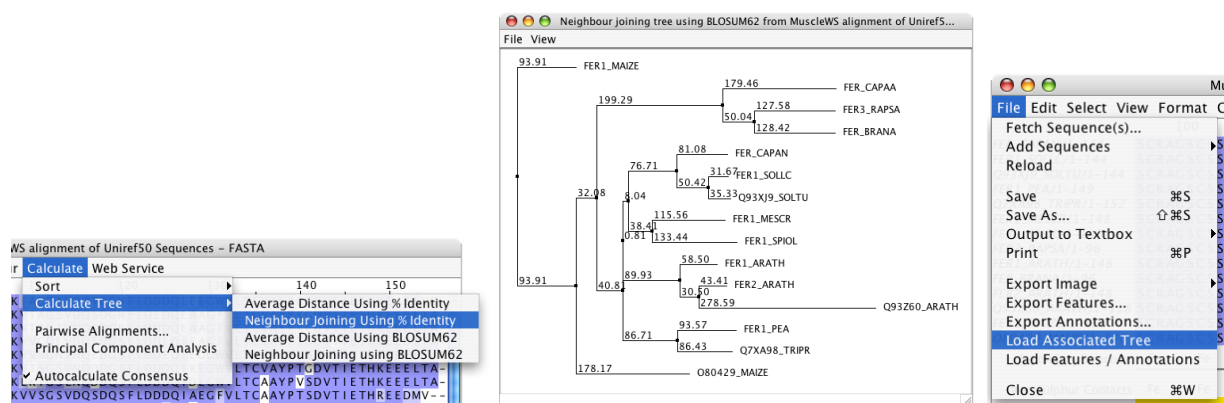 WS alignment of Uniref50 Sequences – FASTA
Calculate Web Service
Sort
Calculate Tree
Pairwise Alignments...
Principal Component Analysis
✓ Autocalculate Consensus
120 140 150
Average Distance Using % Identity
Neighbour Joining Using % Identity
Average Distance Using BLOSUM62
Neighbour Joining using BLOSUM62
LTCVAYPTGDVTIETHKEEELTA–
LTCAAYPVSDVTIETHKEEELTA–
KVVSGSVDQSDQSFLDDDQIAEGFVLTCAAYPTSDVTIETHREEDMV––
Neighbour joining tree using BLOSUM62 from MuscleWS alignment of Uniref5...
File View
93.91 FER1_MAIZE
179.46 FER_CAPAA
199.29
127.58 FER3_RAPSA
50.04
128.42 FER_BRANA
81.08 FER_CAPAN
76.71
31.67 FER1_SOLLC
50.42
35.33 Q93XJ9_SOLTU
32.08
8.04
115.56 FER1_MESCR
38.41
0.81
133.44 FER1_SPIOL
58.50 FER1_ARATH
89.93
43.41 FER2_ARATH
30.50
278.59 Q93Z60_ARATH
93.91
40.81
93.57 FER1_PEA
86.71
86.43 Q7XA98_TRIPR
178.17 O80429_MAIZE
Mu
File Edit Select View Format C
Fetch Sequence(s)...
Add Sequences
Reload
Save ⌘S
Save As... ⇧⌘S
Output to Textbox
Print ⌘P
Export Image
Export Features...
Export Annotations...
Load Associated Tree
Load Features / Annotations
Close ⌘W